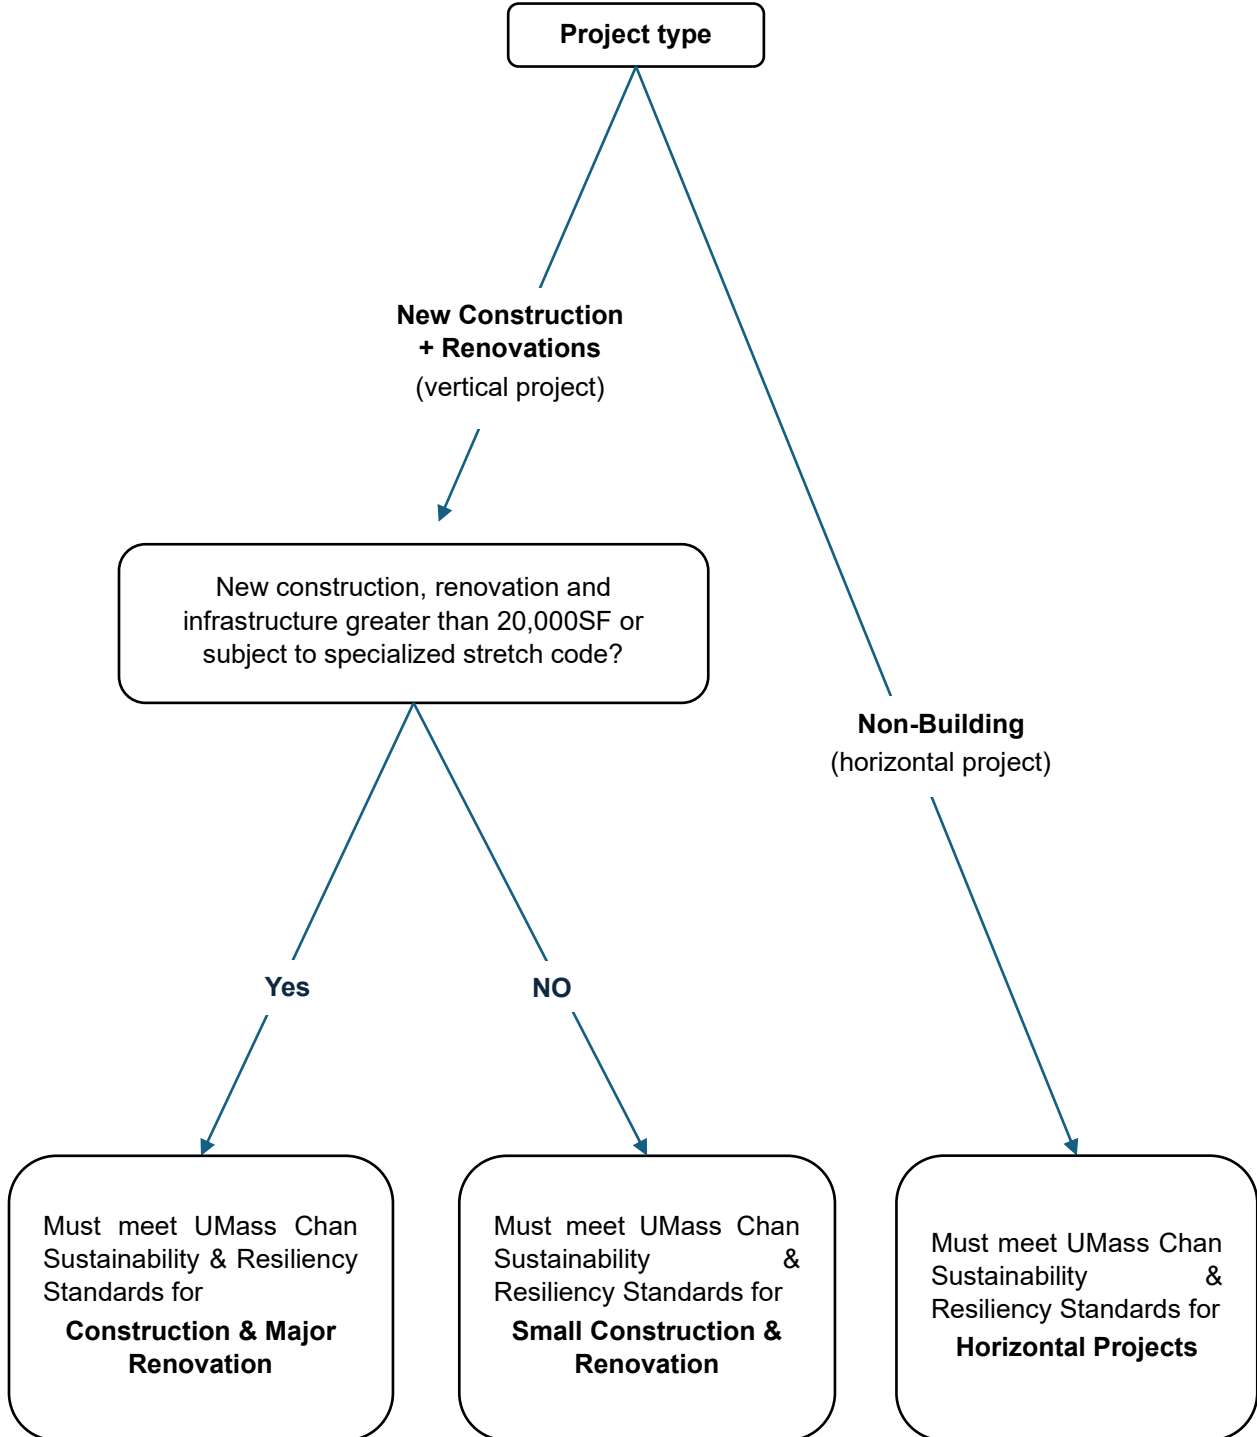 Project type
New Construction
+ Renovations
(vertical project)
New construction, renovation and
infrastructure greater than 20,000SF or
subject to specialized stretch code?
Non-Building
(horizontal project)
Yes
NO
Must meet UMass Chan
Sustainability & Resiliency
Standards for
Construction & Major
Renovation
Must meet UMass Chan
Sustainability &
Resiliency Standards for
Small Construction &
Renovation
Must meet UMass Chan
Sustainability &
Resiliency Standards for
Horizontal Projects